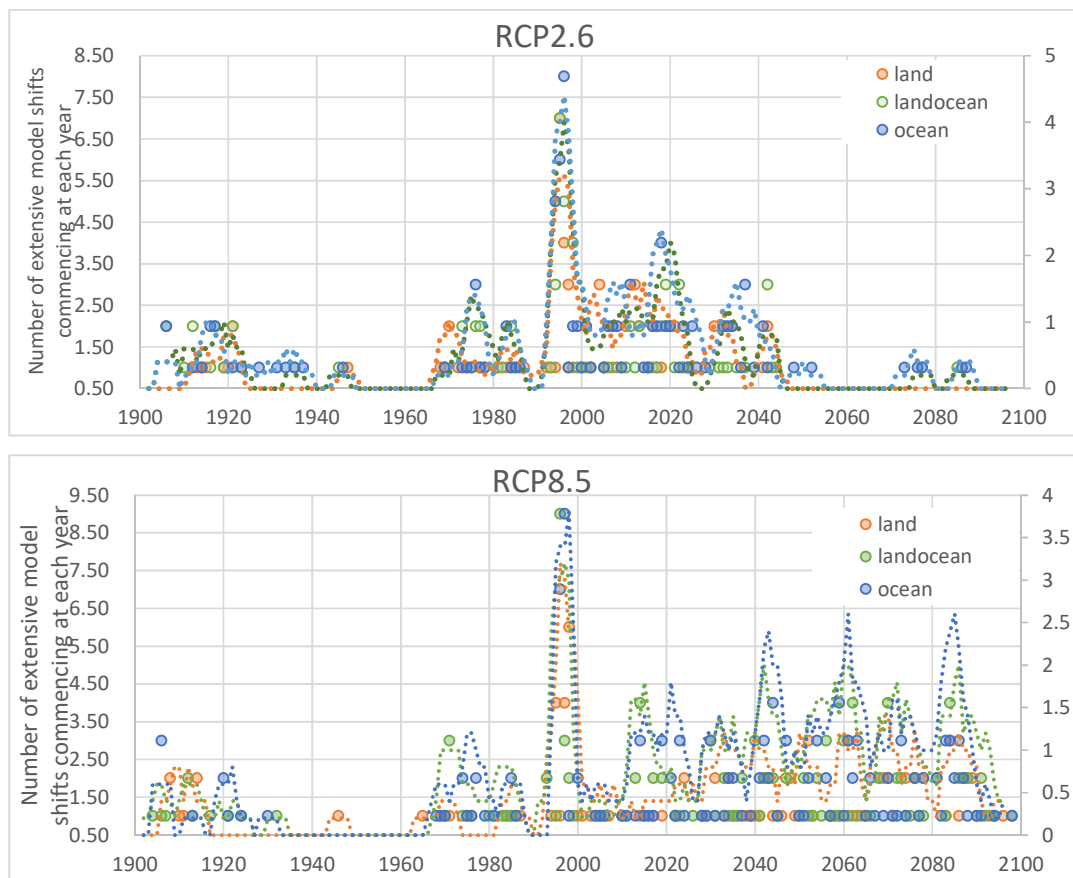 RCP2.6
8.50
7.50
6.50
5.50
4.50
3.50
2.50
1.50
0.50
Number of extensive model shifts
commencing at each year
5
4
3
2
1
0
land
landocean
ocean
1900 1920 1940 1960 1980 2000 2020 2040 2060 2080 2100
RCP8.5
9.50
8.50
7.50
6.50
5.50
4.50
3.50
2.50
1.50
0.50
Number of extensive model
shifts commencing at each year
4
3.5
3
2.5
2
1.5
1
0.5
0
land
landocean
ocean
1900 1920 1940 1960 1980 2000 2020 2040 2060 2080 2100